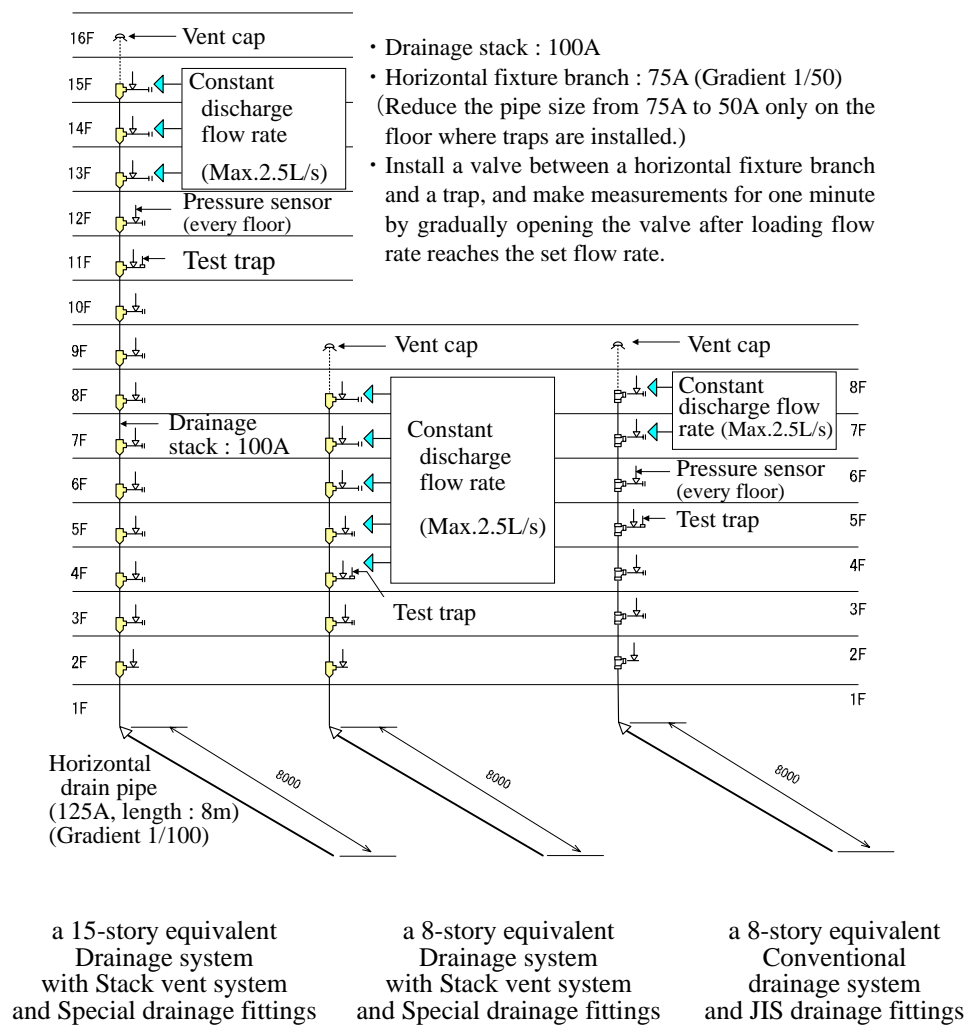 16F
Vent cap
15F
Constant
discharge
flow rate
(Max.2.5L/s)
14F
13F
Pressure sensor
(every floor)
12F
11F
Test trap
10F
・Drainage stack : 100A
・Horizontal fixture branch : 75A (Gradient 1/50)
(Reduce the pipe size from 75A to 50A only on the
floor where traps are installed.)
・Install a valve between a horizontal fixture branch
and a trap, and make measurements for one minute
by gradually opening the valve after loading flow
rate reaches the set flow rate.
9F
Vent cap
Vent cap
8F
Drainage
stack : 100A
7F
6F
5F
4F
3F
2F
1F
Constant
discharge
flow rate
(Max.2.5L/s)
Test trap
Constant
discharge flow
rate (Max.2.5L/s)
Pressure sensor
(every floor)
Test trap
8F
7F
6F
5F
4F
3F
2F
1F
Horizontal
drain pipe
(125A, length : 8m)
(Gradient 1/100)
8000
8000
8000
a 15-story equivalent
Drainage system
with Stack vent system
and Special drainage fittings
a 8-story equivalent
Drainage system
with Stack vent system
and Special drainage fittings
a 8-story equivalent
Conventional
drainage system
and JIS drainage fittings